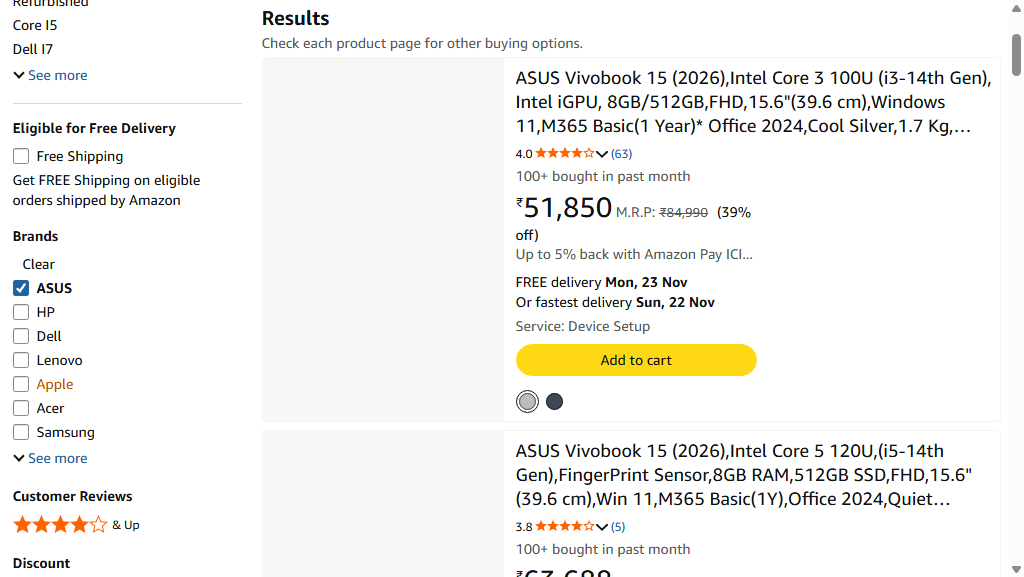 Refurbished
Core I5
Dell I7
See more
Eligible for Free Delivery
Free Shipping
Get FREE Shipping on eligible
orders shipped by Amazon
Brands
Clear
ASUS
HP
Dell
Lenovo
Apple
Acer
Samsung
See more
Customer Reviews
& Up
Discount
Results
Check each product page for other buying options.
ASUS Vivobook 15 (2026),Intel Core 3 100U (i3-14th Gen),
Intel iGPU, 8GB/512GB,FHD,15.6"(39.6 cm),Windows
11,M365 Basic(1 Year)* Office 2024,Cool Silver,1.7 Kg,…
4.0 (63)
100+ bought in past month
₹51,850 M.R.P: ₹84,990 (39%
off)
Up to 5% back with Amazon Pay ICI…
FREE delivery Mon, 23 Nov
Or fastest delivery Sun, 22 Nov
Service: Device Setup
Add to cart
ASUS Vivobook 15 (2026),Intel Core 5 120U,(i5-14th
Gen),FingerPrint Sensor,8GB RAM,512GB SSD,FHD,15.6"
(39.6 cm),Win 11,M365 Basic(1Y),Office 2024,Quiet…
3.8 (5)
100+ bought in past month